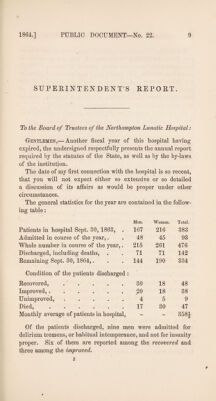 1864.] PUBLIC DOCUMENT—No. 22. 9
SUPERINTENDENT'S REPORT.
To the Board of Trustees of the Northampton Lunatic Hospital:
GENTLEMEN,—Another fiscal year of this hospital having
expired, the undersigned respectfully presents the annual report
required by the statutes of the State, as well as by the by-laws
of the institution.
The date of my first connection with the hospital is so recent,
that you will not expect either so extensive or so detailed
a discussion of its affairs as would be proper under other
circumstances.
The general statistics for the year are contained in the follow-
ing table:
Men. Women. Total.
Patients in hospital Sept. 30, 1863, . 167 216 383
Admitted in course of the year, . . 48 45 93
Whole number in course of the year, . 215 261 476
Discharged, including deaths, . . 71 71 142
Remaining Sept. 30, 1864, . . . 144 190 334
Condition of the patients discharged:
Recovered, . . . . . 30 18 48
Improved, . . . . . 20 18 38
Unimproved, . . . . . 4 5 9
Died, . . . . . . 17 30 47
Monthly average of patients in hospital, – – 358½
Of the patients discharged, nine men were admitted for
delirium tremens, or habitual intemperance, and not for insanity
proper. Six of them are reported among the recovered and
three among the improved.
2